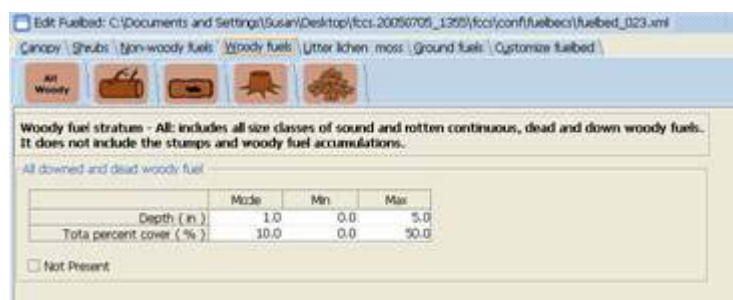 Edit Fuelbed: C:\Documents and Settings\Susan\Desktop\fccs.20050705_1355\fccs\conf\fuelbecs\fuelbed_023.xml
Canopy Shrubs Non-woody fuels Woody fuels Litter lichen moss Ground fuels Customize fuelbed
All
Woody
Woody fuel stratum - All: includes all size classes of sound and rotten continuous, dead and down woody fuels.
It does not include the stumps and woody fuel accumulations.
All downed and dead woody fuel
Mode Min Max
Depth ( in ) 1.0 0.0 5.0
Tota percent cover ( % ) 10.0 0.0 50.0
Not Present